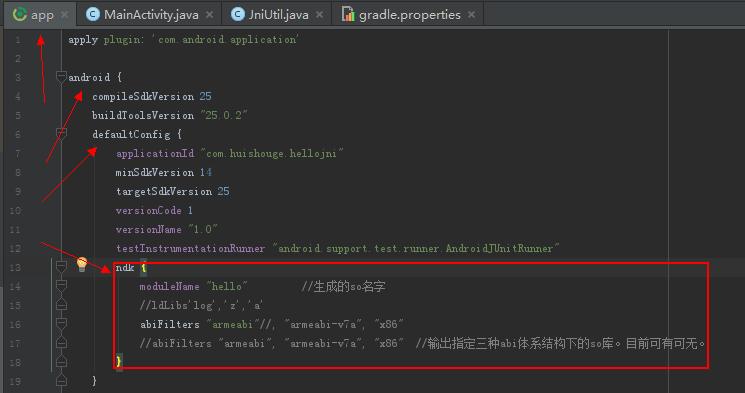 app × MainActivity.java × JniUtil.java × gradle.properties ×
1 apply plugin: 'com.android.application'
2
3 android {
4 compileSdkVersion 25
5 buildToolsVersion "25.0.2"
6 defaultConfig {
7 applicationId "com.huishouge.hellojni"
8 minSdkVersion 14
9 targetSdkVersion 25
10 versionCode 1
11 versionName "1.0"
12 testInstrumentationRunner "android.support.test.runner.AndroidJUnitRunner"
13 ndk {
14 moduleName "hello" //生成的so名字
15 //ldLibs'log','z','a'
16 abiFilters "armeabi"//, "armeabi-v7a", "x86"
17 //abiFilters "armeabi", "armeabi-v7a", "x86" //输出指定三种abi体系结构下的so库。目前可有可无。
18 }
19 }